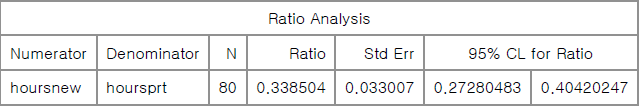 Ratio Analysis
Numerator Denominator N Ratio Std Err 95% CL for Ratio
hoursnew hoursprt 80 0.338504 0.033007 0.27280483 0.40420247